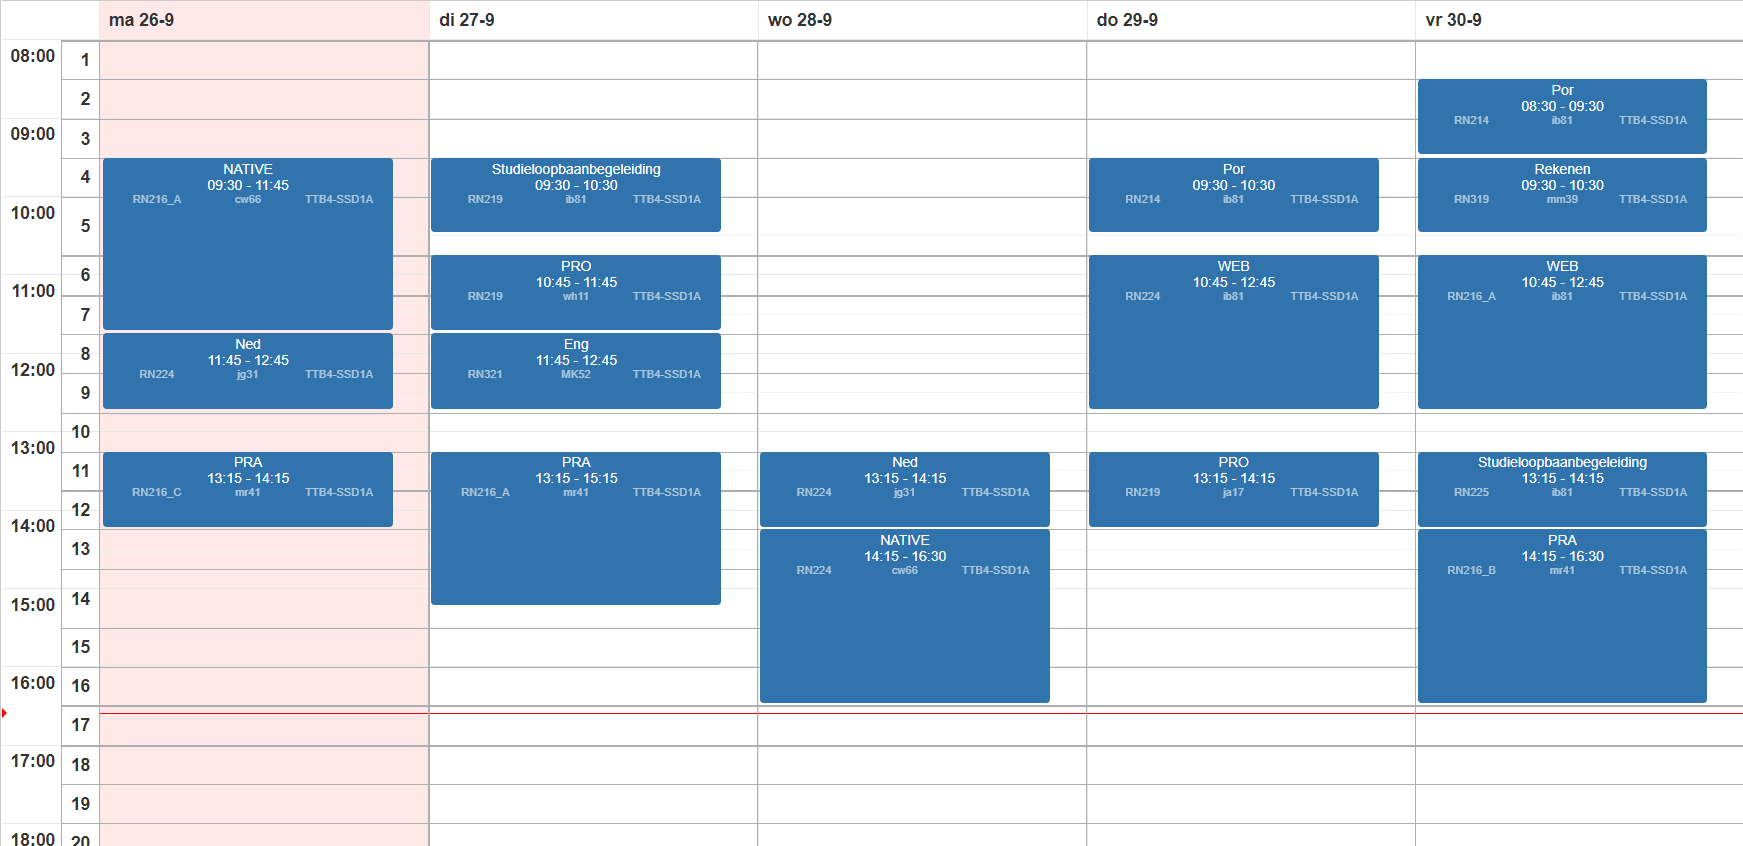 ma 26-9 di 27-9 wo 28-9 do 29-9 vr 30-9
08:00
09:00
10:00
11:00
12:00
13:00
14:00
15:00
16:00
17:00
18:00
1
2
3
4
5
6
7
8
9
10
11
12
13
14
15
16
17
18
19
20
NATIVE
09:30 - 11:45
RN216_A cw66 TTB4-SSD1A
Ned
11:45 - 12:45
RN224 jg31 TTB4-SSD1A
PRA
13:15 - 14:15
RN216_C mr41 TTB4-SSD1A
Studieloopbaanbegeleiding
09:30 - 10:30
RN219 ib81 TTB4-SSD1A
PRO
10:45 - 11:45
RN219 wh11 TTB4-SSD1A
Eng
11:45 - 12:45
RN321 MK52 TTB4-SSD1A
PRA
13:15 - 15:15
RN216_A mr41 TTB4-SSD1A
Ned
13:15 - 14:15
RN224 jg31 TTB4-SSD1A
NATIVE
14:15 - 16:30
RN224 cw66 TTB4-SSD1A
Por
09:30 - 10:30
RN214 ib81 TTB4-SSD1A
WEB
10:45 - 12:45
RN224 ib81 TTB4-SSD1A
PRO
13:15 - 14:15
RN219 ja17 TTB4-SSD1A
Por
08:30 - 09:30
RN214 ib81 TTB4-SSD1A
Rekenen
09:30 - 10:30
RN319 mm39 TTB4-SSD1A
WEB
10:45 - 12:45
RN216_A ib81 TTB4-SSD1A
Studieloopbaanbegeleiding
13:15 - 14:15
RN225 ib81 TTB4-SSD1A
PRA
14:15 - 16:30
RN216_B mr41 TTB4-SSD1A